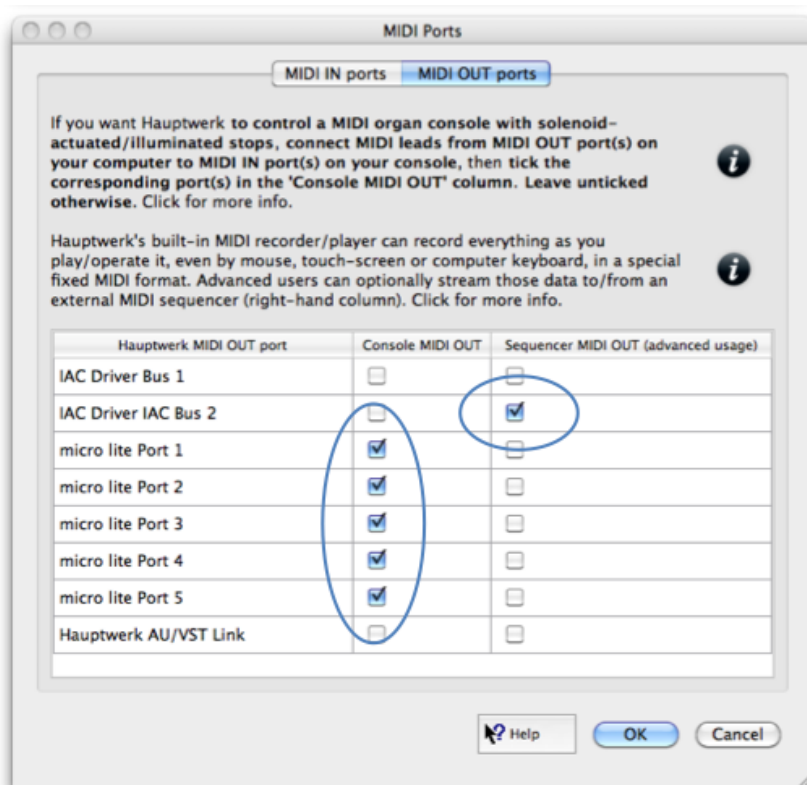 MIDI Ports
MIDI IN ports MIDI OUT ports
If you want Hauptwerk to control a MIDI organ console with solenoid-
actuated/illuminated stops, connect MIDI leads from MIDI OUT port(s) on
your computer to MIDI IN port(s) on your console, then tick the
corresponding port(s) in the 'Console MIDI OUT' column. Leave unticked
otherwise. Click for more info.
Hauptwerk's built-in MIDI recorder/player can record everything as you
play/operate it, even by mouse, touch-screen or computer keyboard, in a special
fixed MIDI format. Advanced users can optionally stream those data to/from an
external MIDI sequencer (right-hand column). Click for more info.
Hauptwerk MIDI OUT port Console MIDI OUT Sequencer MIDI OUT (advanced usage)
IAC Driver Bus 1
IAC Driver IAC Bus 2
micro lite Port 1
micro lite Port 2
micro lite Port 3
micro lite Port 4
micro lite Port 5
Hauptwerk AU/VST Link
? Help OK Cancel